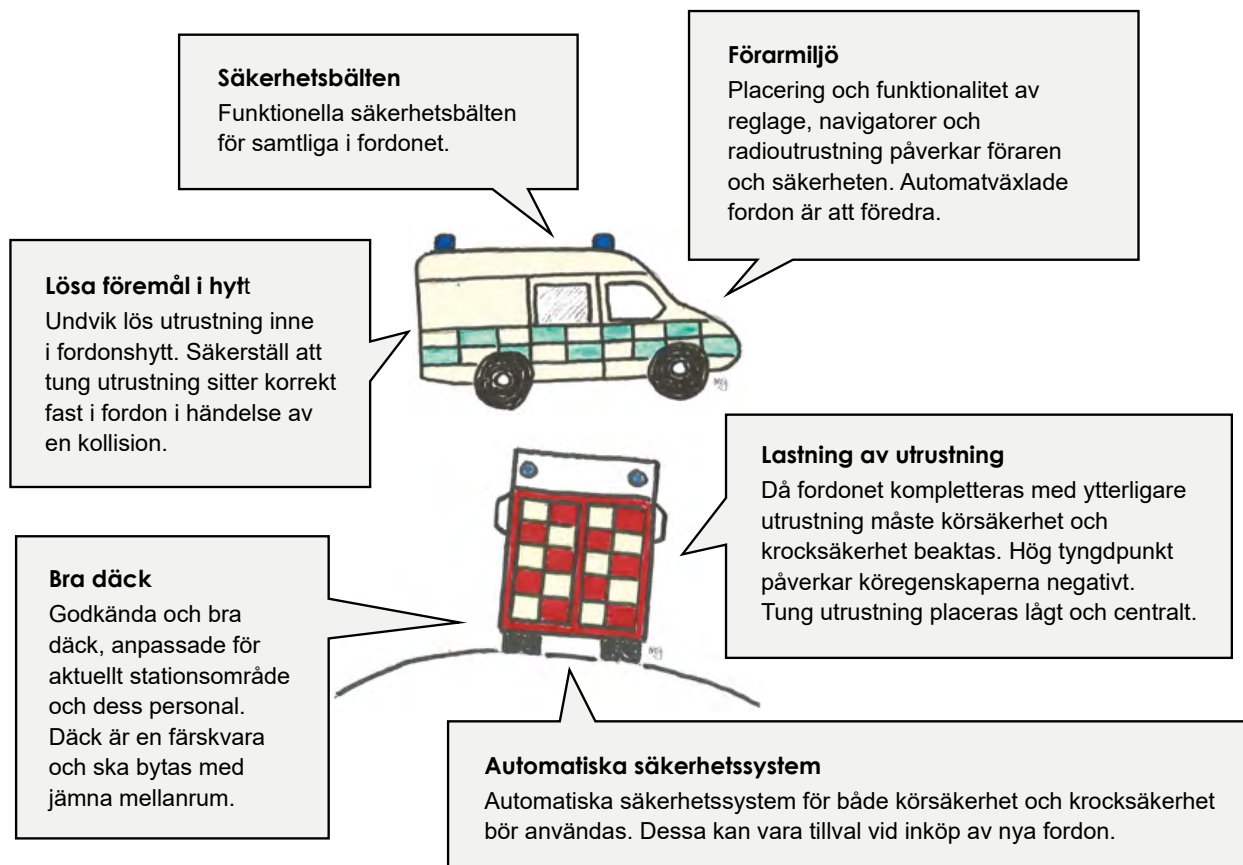 Säkerhetsbälten
Funktionella säkerhetsbälten
för samtliga i fordonet.
Förarmiljö
Placering och funktionalitet av
reglage, navigatorer och
radioutrustning påverkar föraren
och säkerheten. Automatväxlade
fordon är att föredra.
Lösa föremål i hytt
Undvik lös utrustning inne
i fordonshytt. Säkerställ att
tung utrustning sitter korrekt
fast i fordon i händelse av
en kollision.
Lastning av utrustning
Då fordonet kompletteras med ytterligare
utrustning måste körsäkerhet och
krocksäkerhet beaktas. Hög tyngdpunkt
påverkar köregenskaperna negativt.
Tung utrustning placeras lågt och centralt.
Bra däck
Godkända och bra
däck, anpassade för
aktuellt stationsområde
och dess personal.
Däck är en färskvara
och ska bytas med
jämna mellanrum.
Automatiska säkerhetssystem
Automatiska säkerhetssystem för både körsäkerhet och krocksäkerhet
bör användas. Dessa kan vara tillval vid inköp av nya fordon.